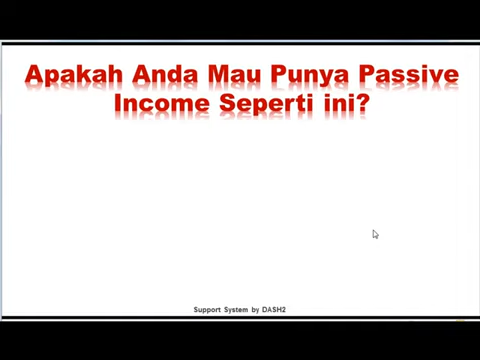 Apakah Anda Mau Punya Passive
Income Seperti ini?
Support System by DASH2